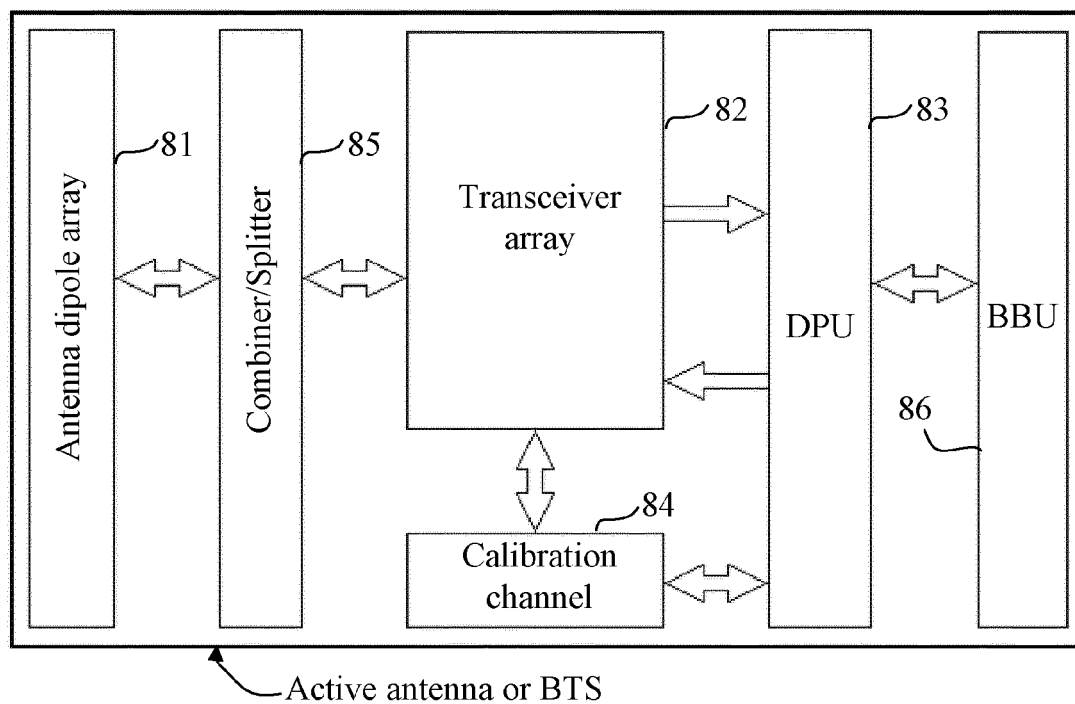 Antenna dipole array
81
Combiner/Splitter
85
Transceiver
array
82
DPU
83
BBU
86
Calibration
channel
84
Active antenna or BTS